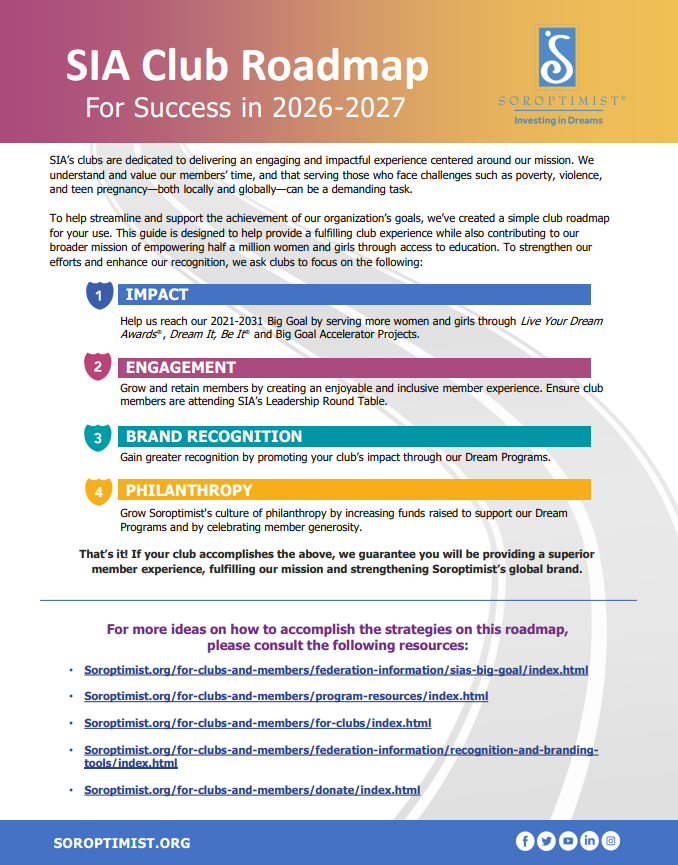 SIA Club Roadmap
For Success in 2026-2027
SOROPTIMIST®
Investing in Dreams
SIA's clubs are dedicated to delivering an engaging and impactful experience centered around our mission. We
understand and value our members' time, and that serving those who face challenges such as poverty, violence,
and teen pregnancy—both locally and globally—can be a demanding task.
To help streamline and support the achievement of our organization's goals, we've created a simple club roadmap
for your use. This guide is designed to help provide a fulfilling club experience while also contributing to our
broader mission of empowering half a million women and girls through access to education. To strengthen our
efforts and enhance our recognition, we ask clubs to focus on the following:
1 IMPACT
Help us reach our 2021-2031 Big Goal by serving more women and girls through Live Your Dream
Awards®, Dream It, Be It® and Big Goal Accelerator Projects.
2 ENGAGEMENT
Grow and retain members by creating an enjoyable and inclusive member experience. Ensure club
members are attending SIA's Leadership Round Table.
3 BRAND RECOGNITION
Gain greater recognition by promoting your club's impact through our Dream Programs.
4 PHILANTHROPY
Grow Soroptimist's culture of philanthropy by increasing funds raised to support our Dream
Programs and by celebrating member generosity.
That's it! If your club accomplishes the above, we guarantee you will be providing a superior
member experience, fulfilling our mission and strengthening Soroptimist's global brand.
For more ideas on how to accomplish the strategies on this roadmap,
please consult the following resources:
• Soroptimist.org/for-clubs-and-members/federation-information/sias-big-goal/index.html
• Soroptimist.org/for-clubs-and-members/program-resources/index.html
• Soroptimist.org/for-clubs-and-members/for-clubs/index.html
• Soroptimist.org/for-clubs-and-members/federation-information/recognition-and-branding-
tools/index.html
• Soroptimist.org/for-clubs-and-members/donate/index.html
SOROPTIMIST.ORG